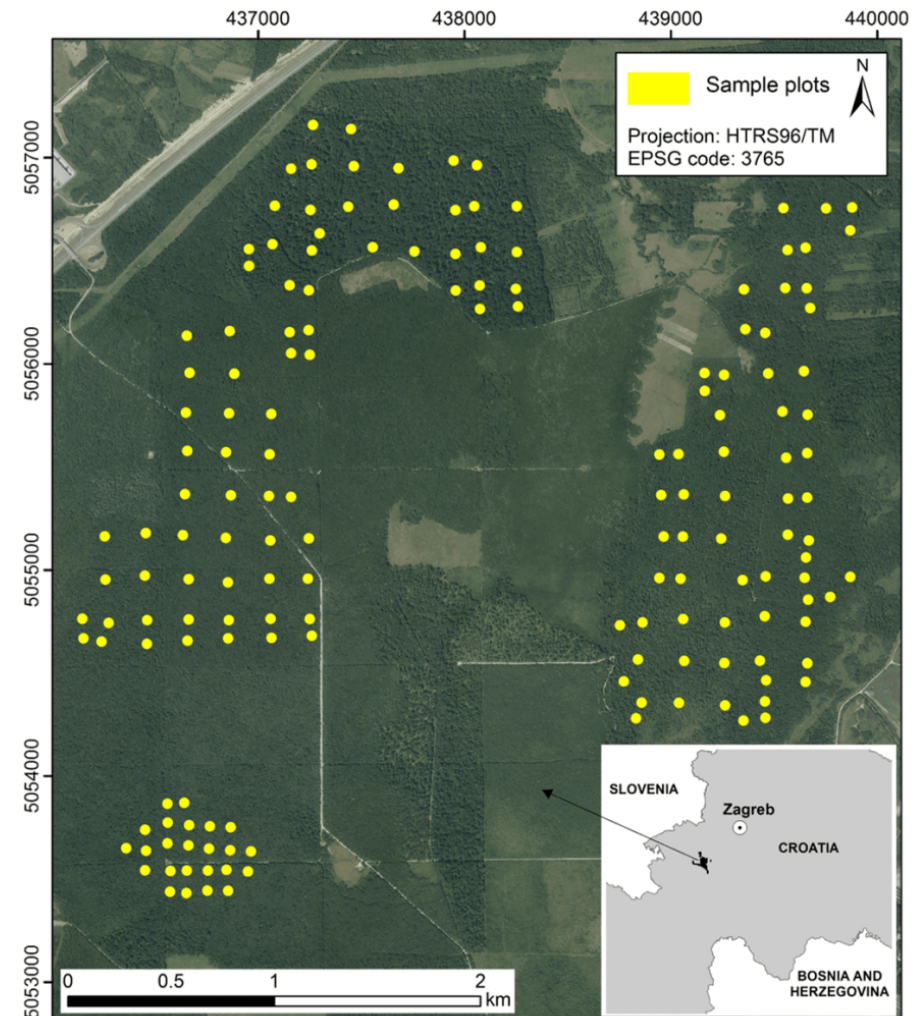 437000
438000
439000
440000
N
Sample plots
Projection: HTRS96/TM
EPSG code: 3765
5057000
5056000
5055000
5054000
5053000
SLOVENIA
Zagreb
CROATIA
BOSNIA AND
HERZEGOVINA
0
0.5
1
2
km